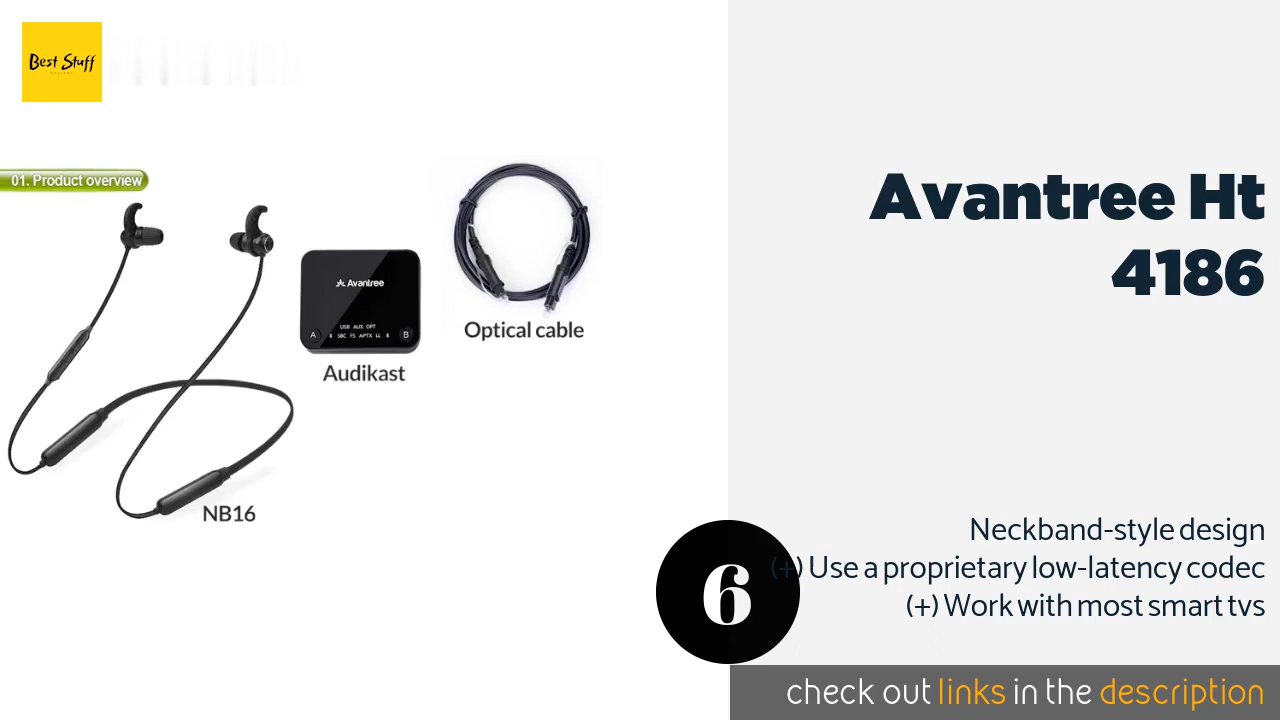 Best Stuff
01. Product overview
Avantree Ht
4186
Avantree
USB AUX OPT
A
SBC FS APTX LL
B
Optical cable
Audikast
NB16
Neckband-style design
(+) Use a proprietary low-latency codec
(+) Work with most smart tvs
6
check out links in the description